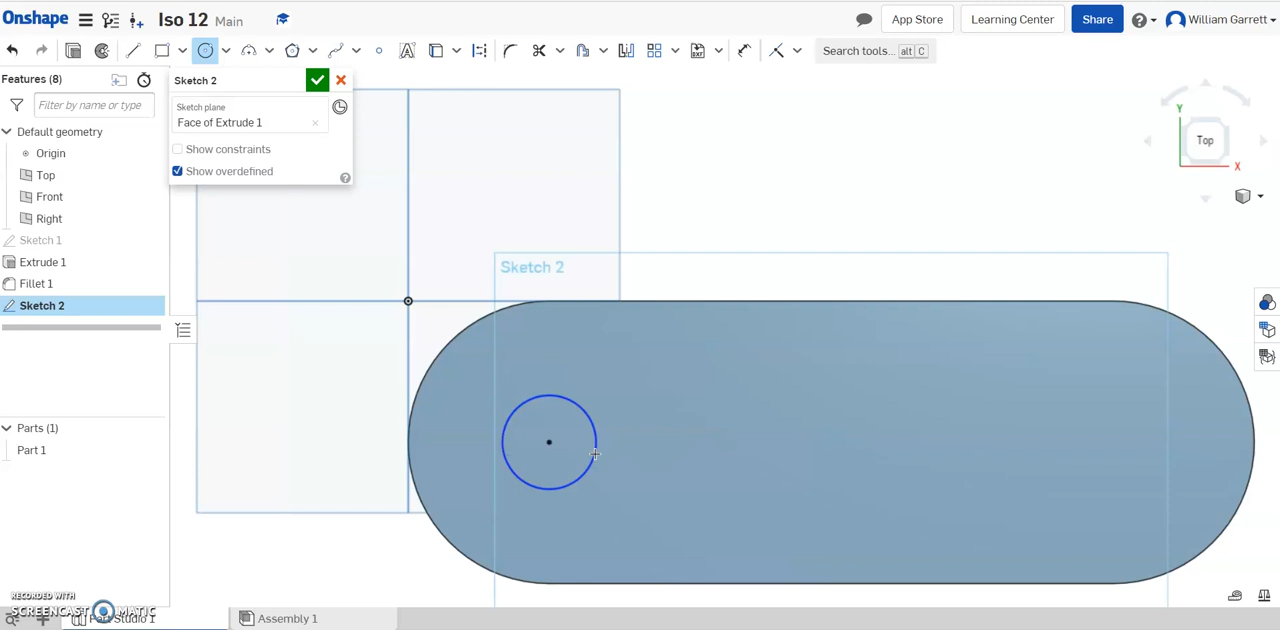 Onshape
Iso 12 Main
App Store
Learning Center
Share
William Garrett
Search tools... alt C
Features (8)
Filter by name or type
Default geometry
Origin
Top
Front
Right
Sketch 1
Extrude 1
Fillet 1
Sketch 2
Parts (1)
Part 1
Sketch 2
Sketch plane
Face of Extrude 1
Show constraints
Show overdefined
Sketch 2
Y
Top
X
RECORDED WITH
SCREENCAST MATIC
Part Studio 1
Assembly 1